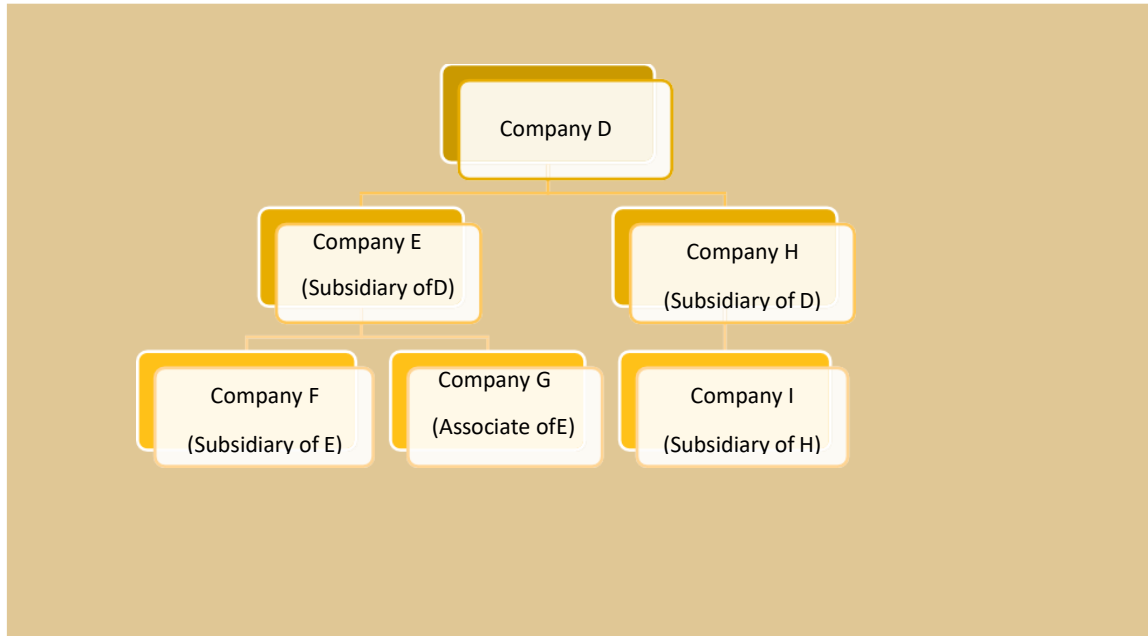 Company D
Company E
(Subsidiary ofD)
Company H
(Subsidiary of D)
Company F
(Subsidiary of E)
Company G
(Associate ofE)
Company I
(Subsidiary of H)